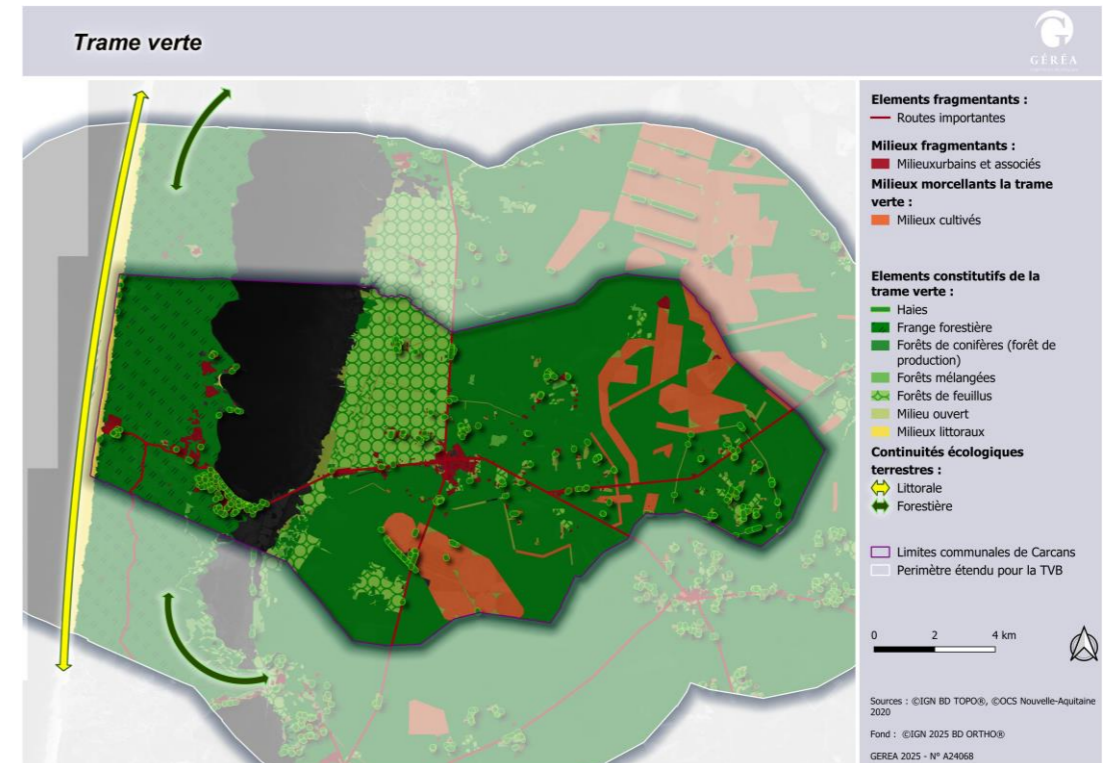 Trame verte
GÉRÉA
Elements fragmentants :
Routes importantes
Milieux fragmentants :
Milieuxurbains et associés
Milieux morcellants la trame
verte :
Milieux cultivés
Elements constitutifs de la
trame verte :
Haies
Frange forestière
Forêts de conifères (forêt de
production)
Forêts mélangées
Forêts de feuillus
Milieu ouvert
Milieux littoraux
Continuités écologiques
terrestres :
Littorale
Forestière
Limites communales de Carcans
Perimètre étendu pour la TVB
0 2 4 km
Sources : ©IGN BD TOPO®, ©OCS Nouvelle-Aquitaine
2020
Fond : ©IGN 2025 BD ORTHO®
GEREA 2025 - N° A24068